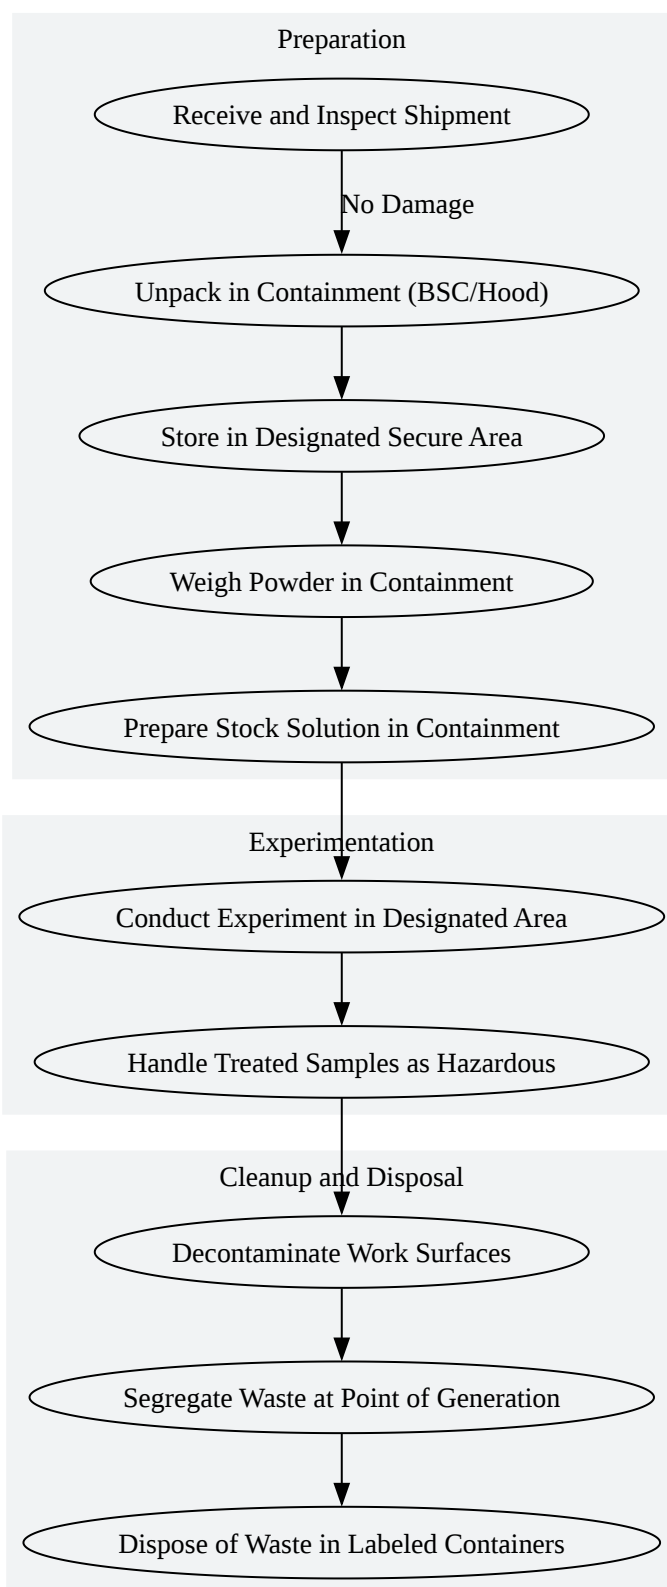 Preparation
Receive and Inspect Shipment
No Damage
Unpack in Containment (BSC/Hood)
Store in Designated Secure Area
Weigh Powder in Containment
Prepare Stock Solution in Containment
Experimentation
Conduct Experiment in Designated Area
Handle Treated Samples as Hazardous
Cleanup and Disposal
Decontaminate Work Surfaces
Segregate Waste at Point of Generation
Dispose of Waste in Labeled Containers